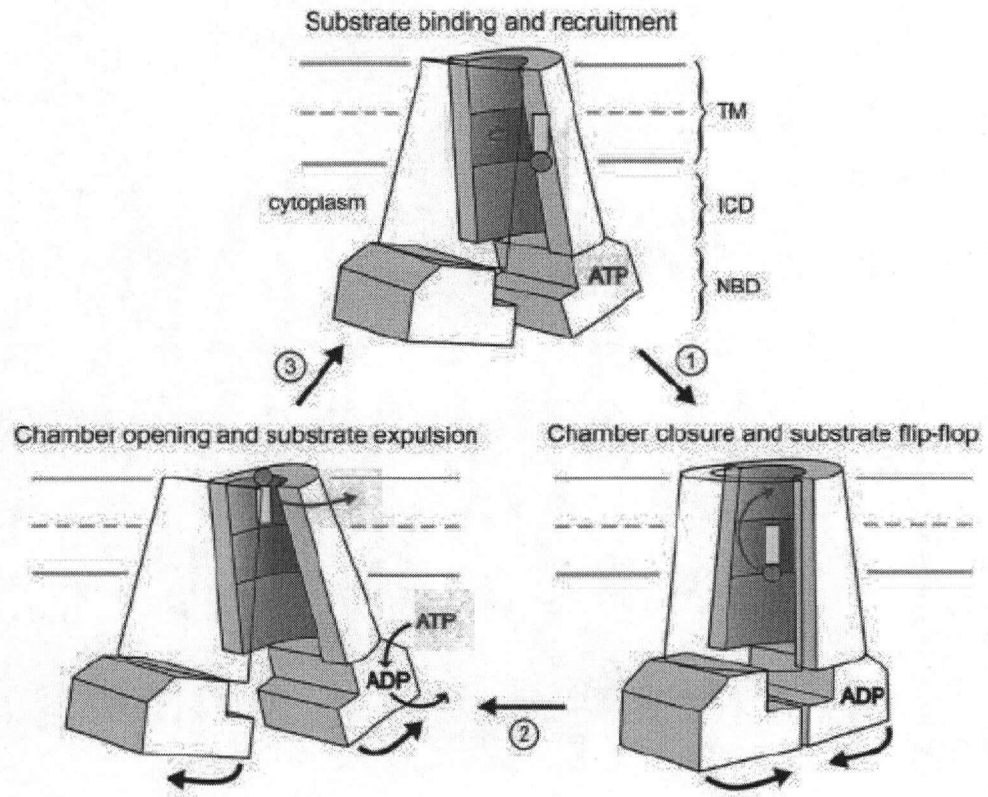 Substrate binding and recruitment
TM
cytoplasm
ICD
ATP
NBD
③
①
Chamber opening and substrate expulsion
Chamber closure and substrate flip-flop
ATP
ADP
ADP
②